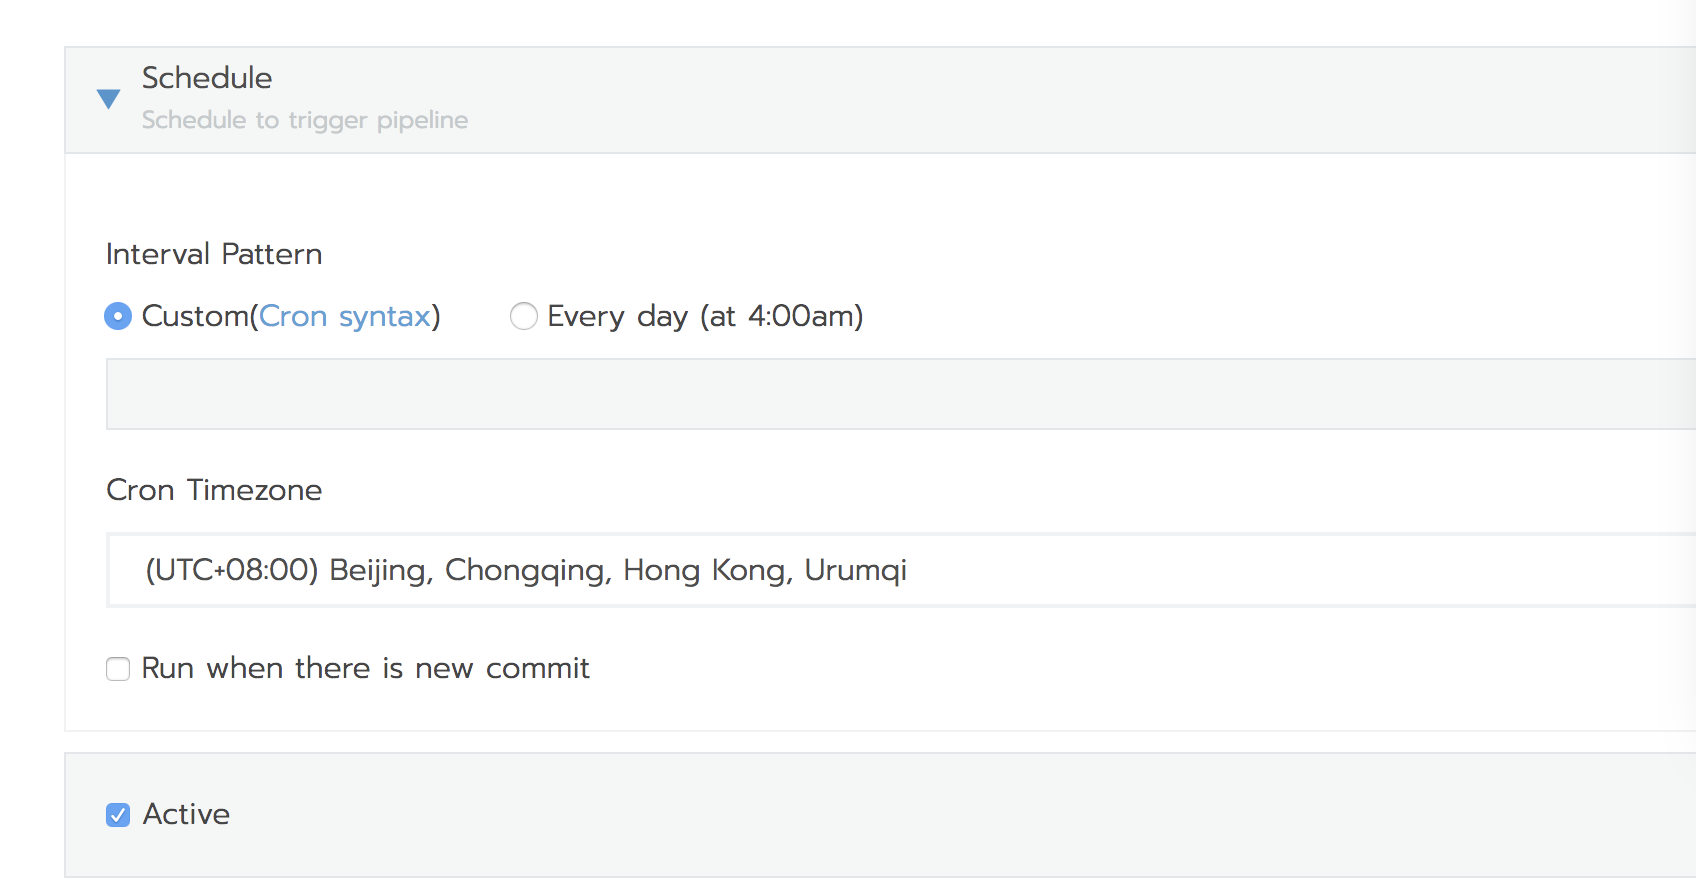 Schedule
Schedule to trigger pipeline
Interval Pattern
Custom(Cron syntax) Every day (at 4:00am)
Cron Timezone
(UTC+08:00) Beijing, Chongqing, Hong Kong, Urumqi
Run when there is new commit
Active